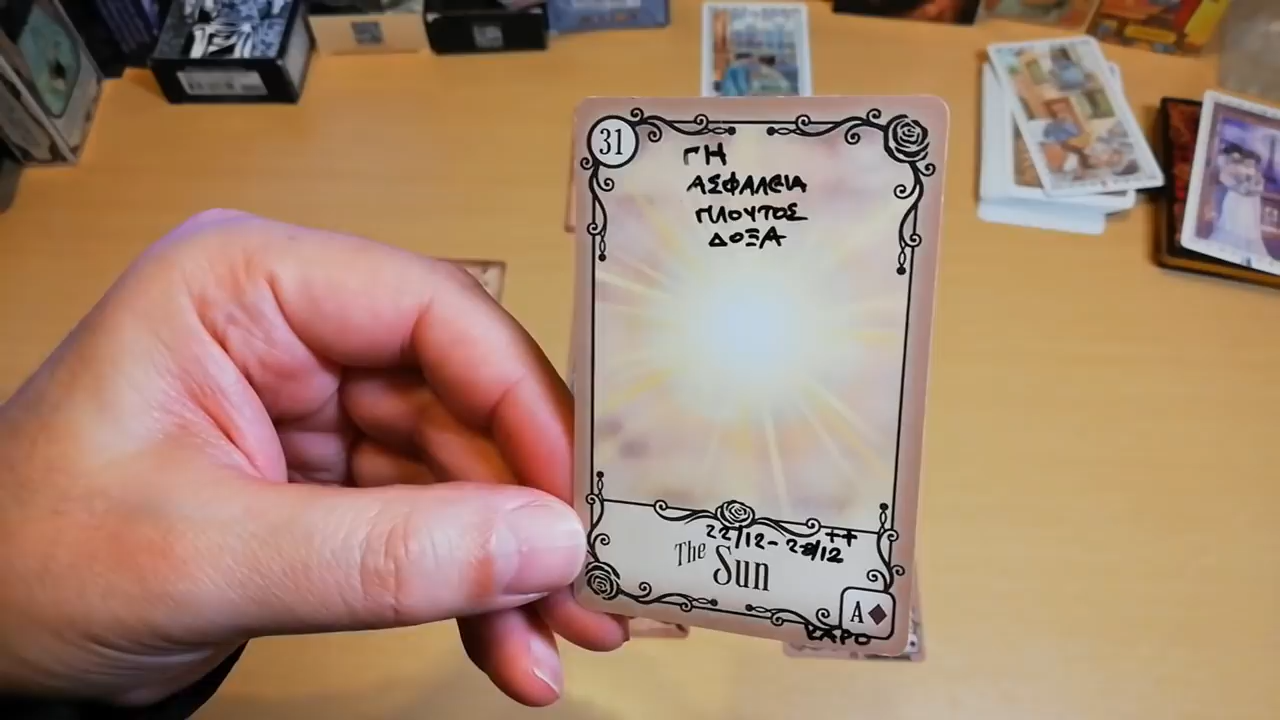 31
ΓΗ
ΑΣΦΑΛΕΙΑ
ΠΛΟΥΤΟΣ
ΔΟΞΑ
22/12 - 28/12 ++
The Sun
A♦
ΚΑΡΟ